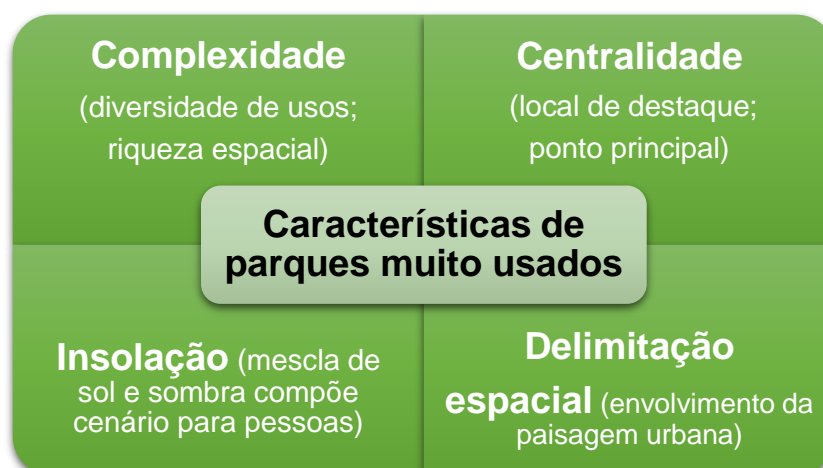 Complexidade
(diversidade de usos;
riqueza espacial)
Centralidade
(local de destaque;
ponto principal)
Características de
parques muito usados
Insolação (mescla de
sol e sombra compõe
cenário para pessoas)
Delimitação
espacial (envolvimento da
paisagem urbana)